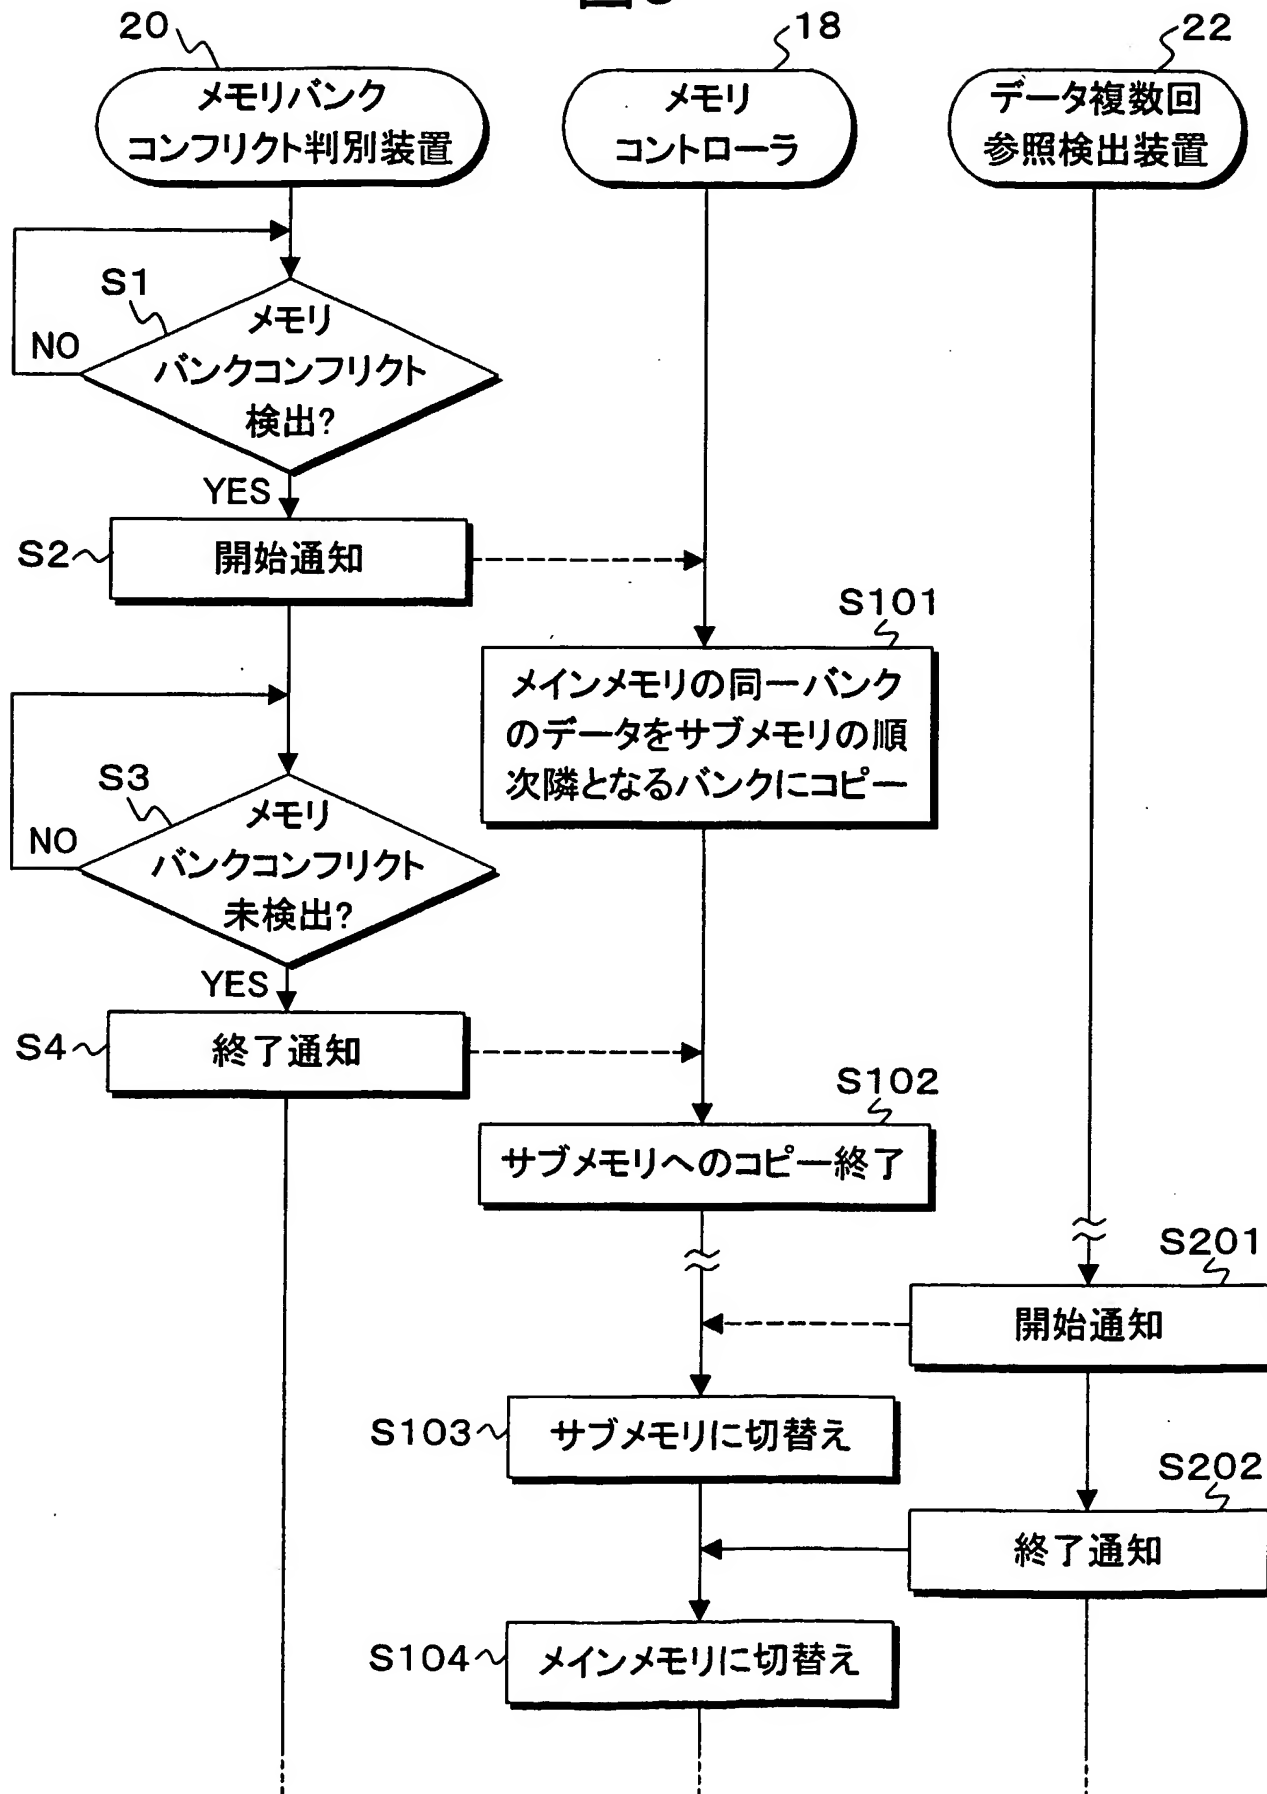 20
18
22
メモリバンク
コンフリクト判別装置
メモリ
コントローラ
データ複数回
参照検出装置
S1
メモリ
バンクコンフリクト
検出?
NO
YES
S2
開始通知
S101
メインメモリの同一バンク
のデータをサブメモリの順
次隣となるバンクにコピー
S3
メモリ
バンクコンフリクト
未検出?
NO
YES
S4
終了通知
S102
サブメモリへのコピー終了
S201
開始通知
S103
サブメモリに切替え
S202
終了通知
S104
メインメモリに切替え